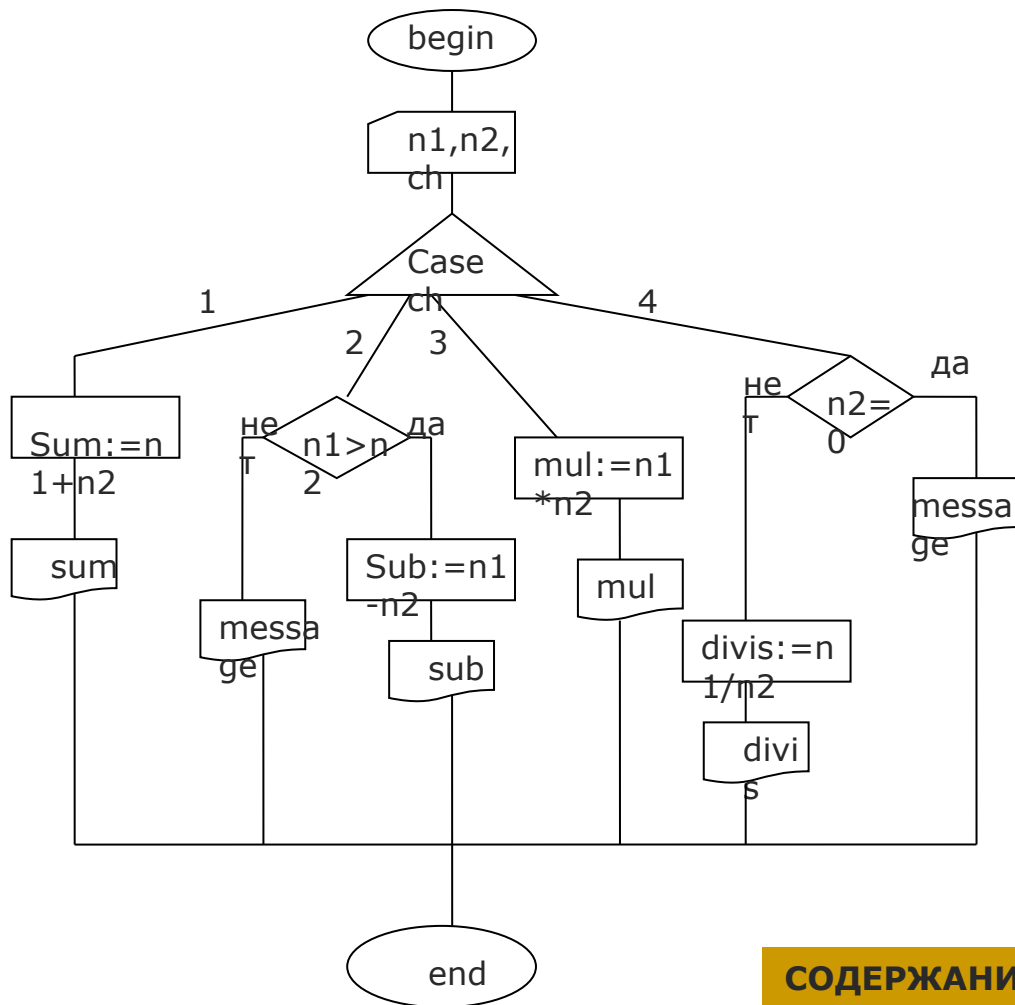 begin
n1,n2,
ch
Case
ch
1
2
3
4
Sum:=n
1+n2
sum
не
т
n1>n
2
да
messa
ge
Sub:=n1
-n2
sub
mul:=n1
*n2
mul
не
т
n2=
0
да
divis:=n
1/n2
divi
s
messa
ge
end
СОДЕРЖАНИ